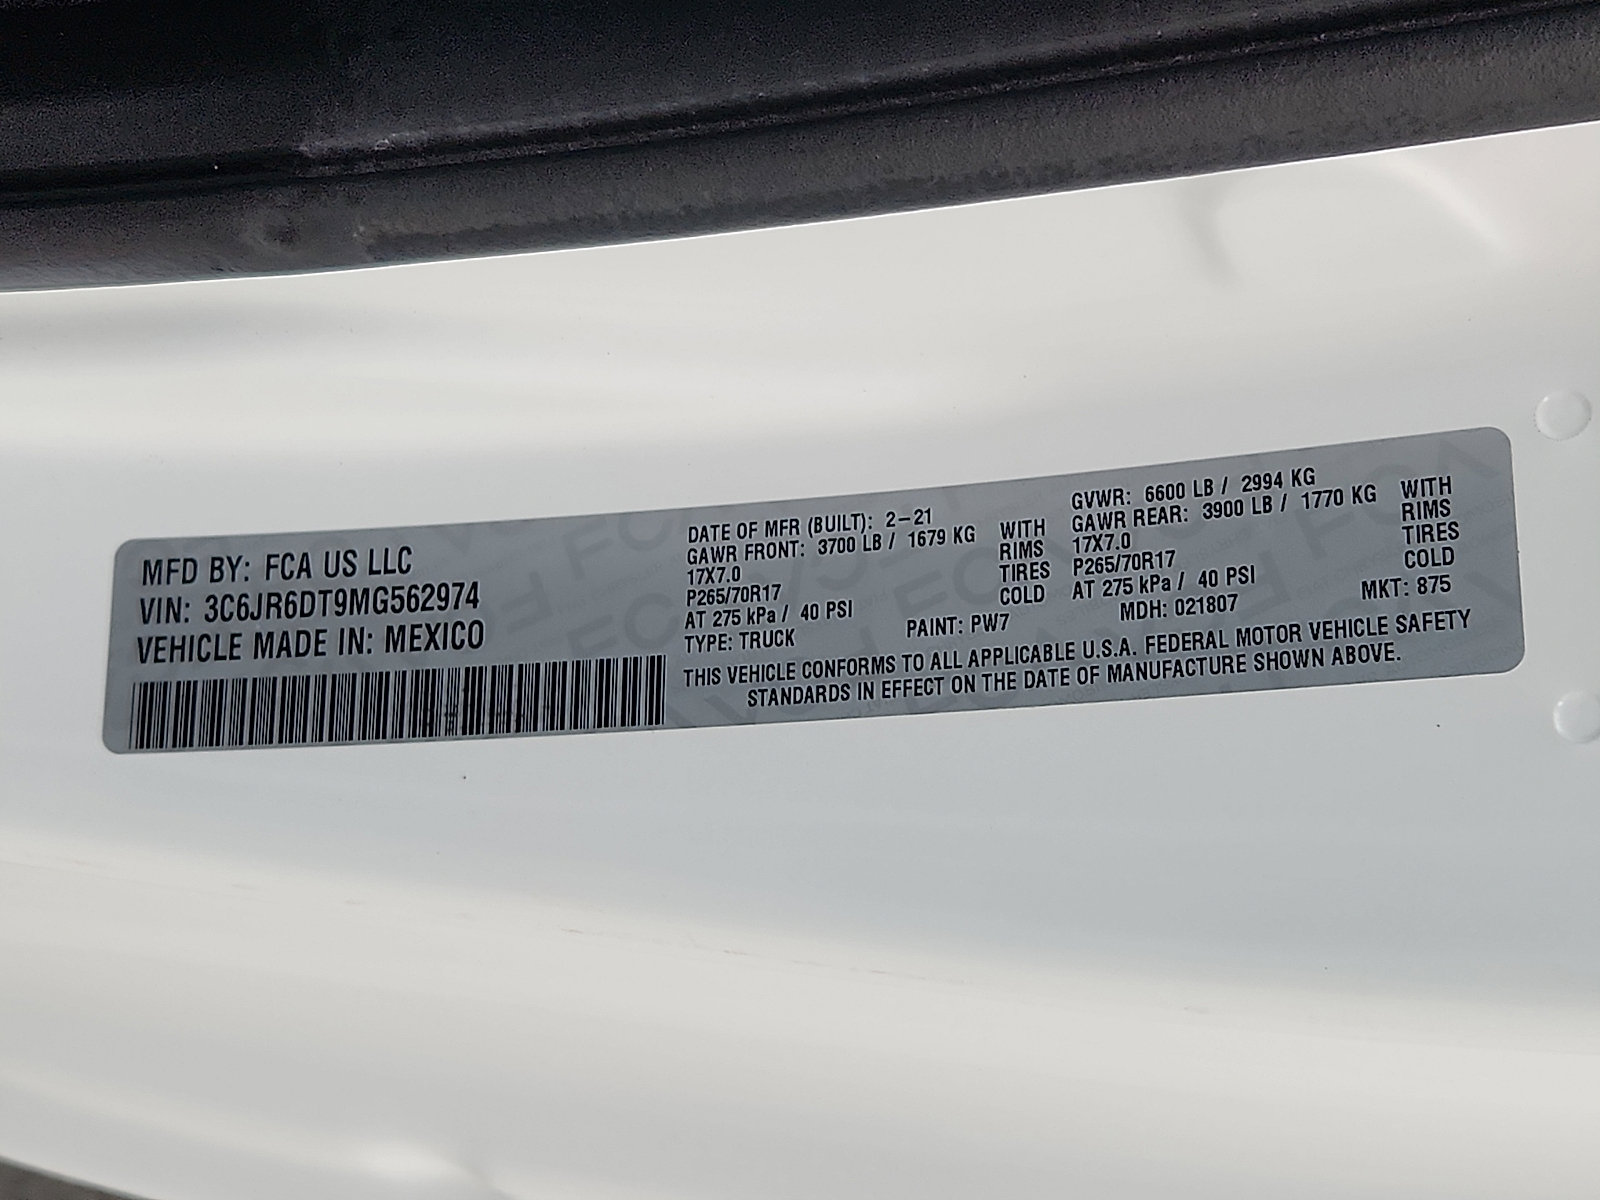 MFD BY: FCA US LLC
VIN: 3C6JR6DT9MG562974
VEHICLE MADE IN: MEXICO
DATE OF MFR (BUILT): 2-21
GAWR FRONT: 3700 LB / 1679 KG WITH
17X7.0 RIMS
P265/70R17 TIRES
AT 275 kPa / 40 PSI COLD
TYPE: TRUCK PAINT: PW7
GVWR: 6600 LB / 2994 KG
GAWR REAR: 3900 LB / 1770 KG WITH
17X7.0 RIMS
P265/70R17 TIRES
AT 275 kPa / 40 PSI COLD
MDH: 021807 MKT: 875
THIS VEHICLE CONFORMS TO ALL APPLICABLE U.S.A. FEDERAL MOTOR VEHICLE SAFETY
STANDARDS IN EFFECT ON THE DATE OF MANUFACTURE SHOWN ABOVE.